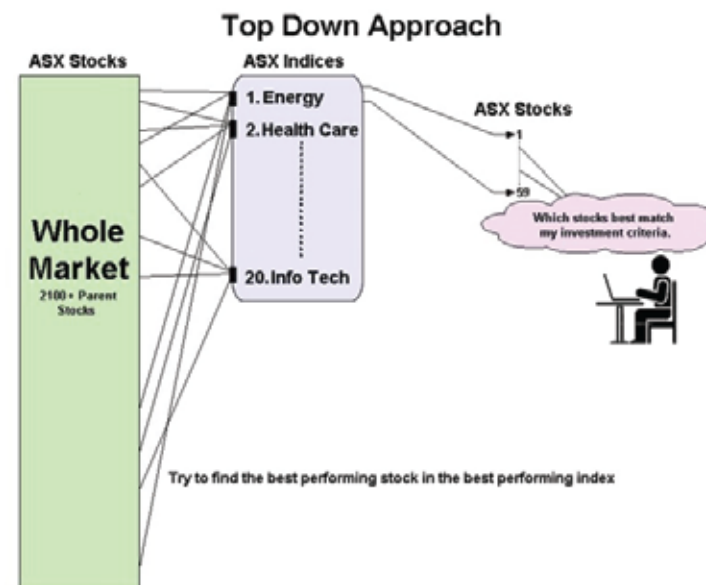 Top Down Approach
ASX Stocks
ASX Indices
1. Energy
2. Health Care
20. Info Tech
Whole
Market
2100+ Parent
Stocks
ASX Stocks
1
59
Which stocks best match
my investment criteria.
Try to find the best performing stock in the best performing index